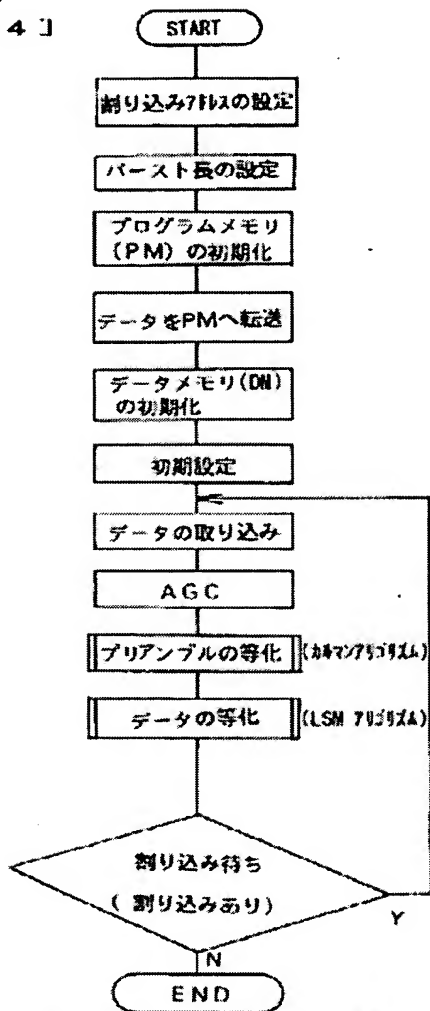 4】
START
割り込みアドレスの設定
バースト長の設定
プログラムメモリ
(PM)の初期化
データをPMへ転送
データメモリ(DM)
の初期化
初期設定
データの取り込み
AGC
プリアンブルの等化
(カルマンアルゴリズム)
データの等化
(LSM アルゴリズム)
割り込み待ち
(割り込みあり)
Y
N
END